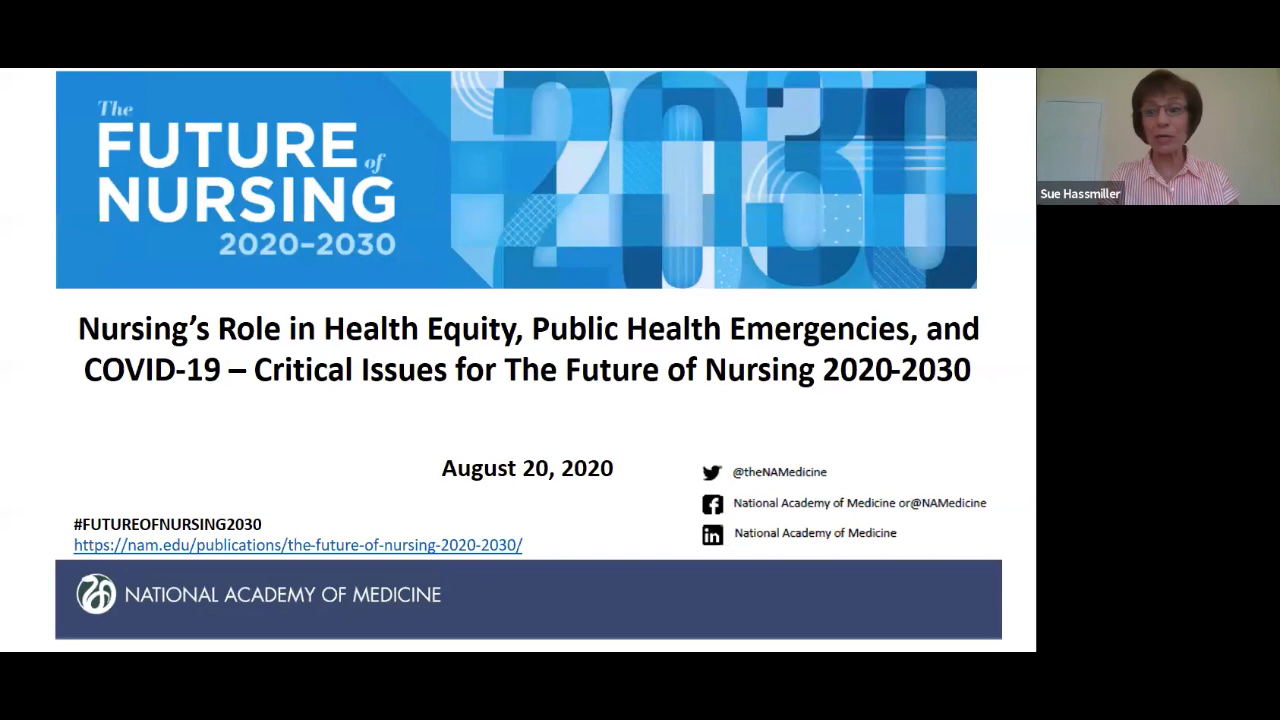 The
FUTURE of
NURSING
2020–2030
2030
Sue Hassmiller
Nursing’s Role in Health Equity, Public Health Emergencies, and
COVID-19 – Critical Issues for The Future of Nursing 2020-2030
August 20, 2020
@theNAMedicine
National Academy of Medicine or@NAMedicine
National Academy of Medicine
#FUTUREOFNURSING2030
https://nam.edu/publications/the-future-of-nursing-2020-2030/
NATIONAL ACADEMY OF MEDICINE